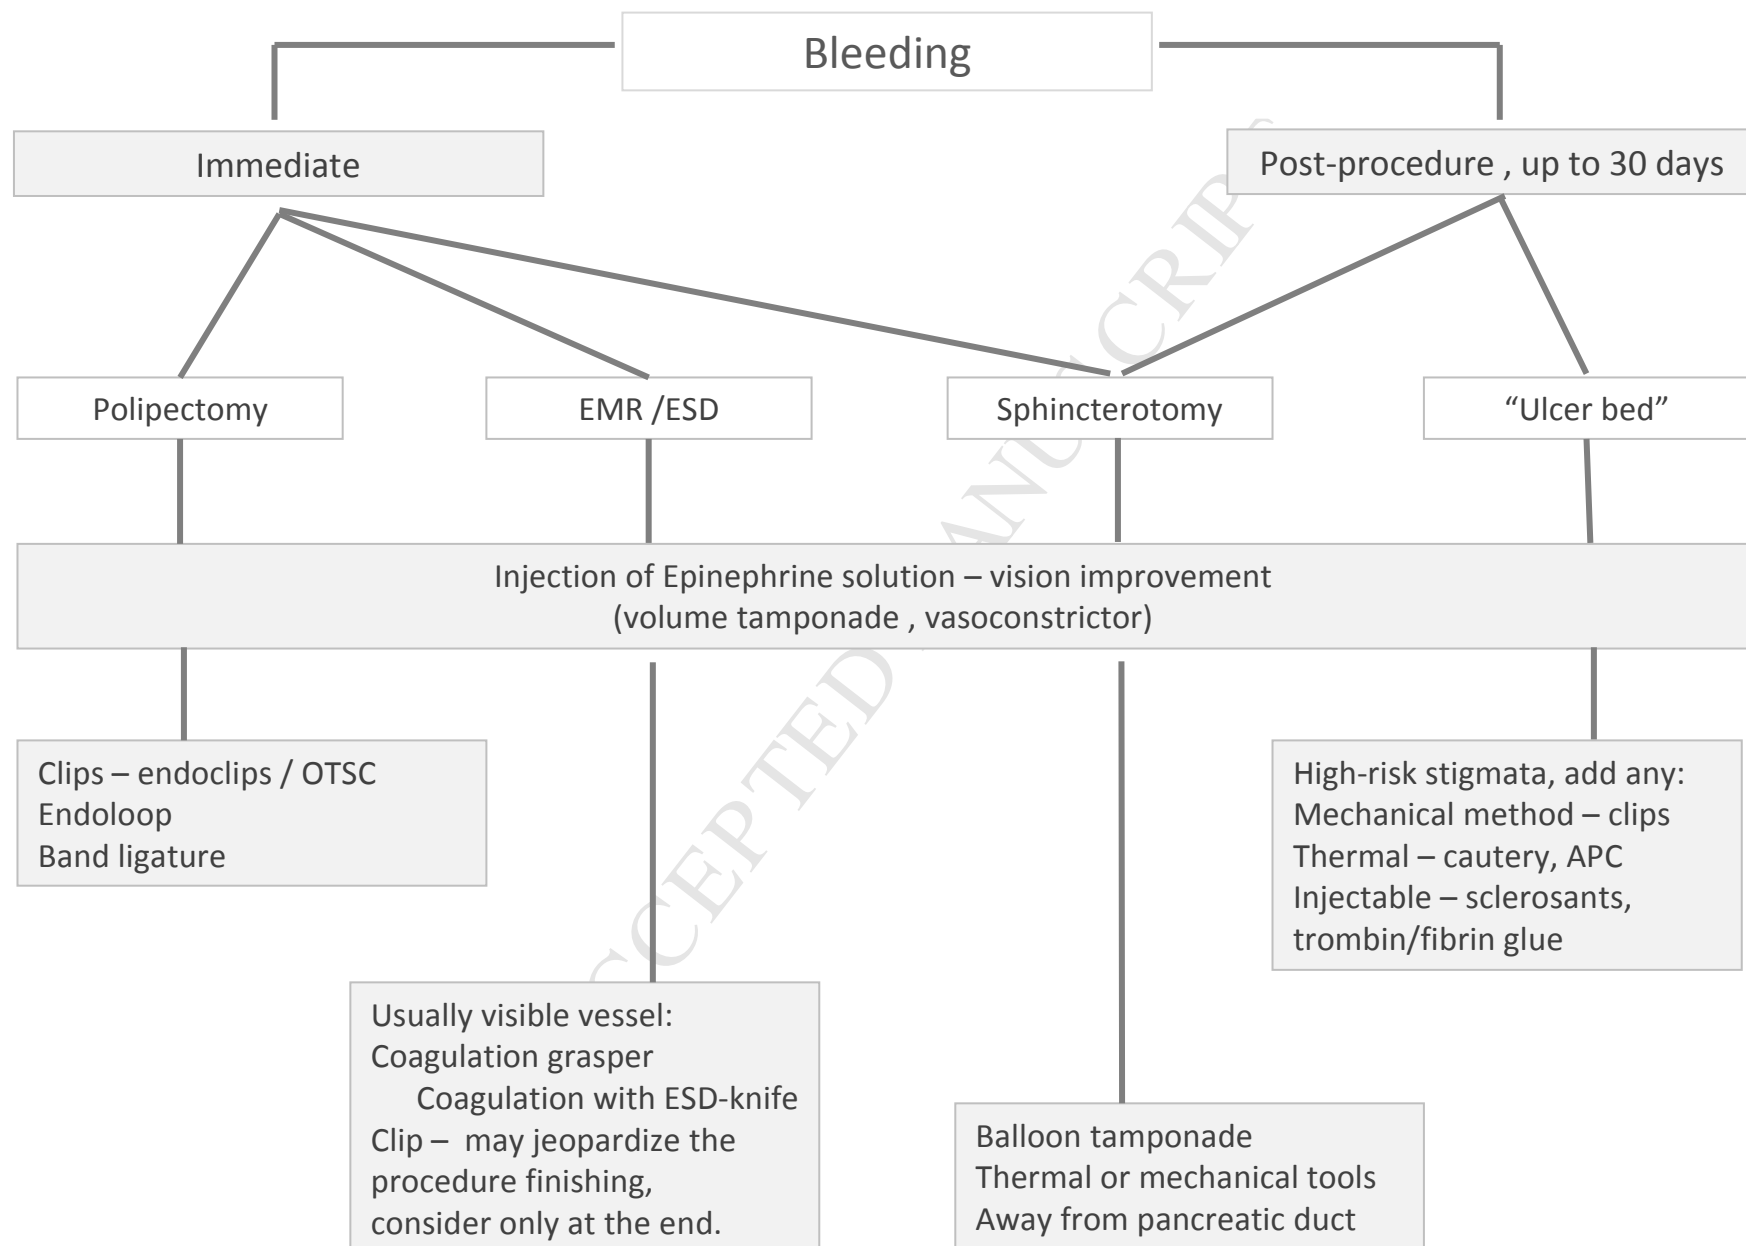 Bleeding
Immediate
Post-procedure , up to 30 days
Polipectomy
EMR /ESD
Sphincterotomy
“Ulcer bed”
Injection of Epinephrine solution – vision improvement
(volume tamponade , vasoconstrictor)
Clips – endoclips / OTSC
Endoloop
Band ligature
High-risk stigmata, add any:
Mechanical method – clips
Thermal – cautery, APC
Injectable – sclerosants,
trombin/fibrin glue
Usually visible vessel:
Coagulation grasper
Coagulation with ESD-knife
Clip –  may jeopardize the
procedure finishing,
consider only at the end.
Balloon tamponade
Thermal or mechanical tools
Away from pancreatic duct